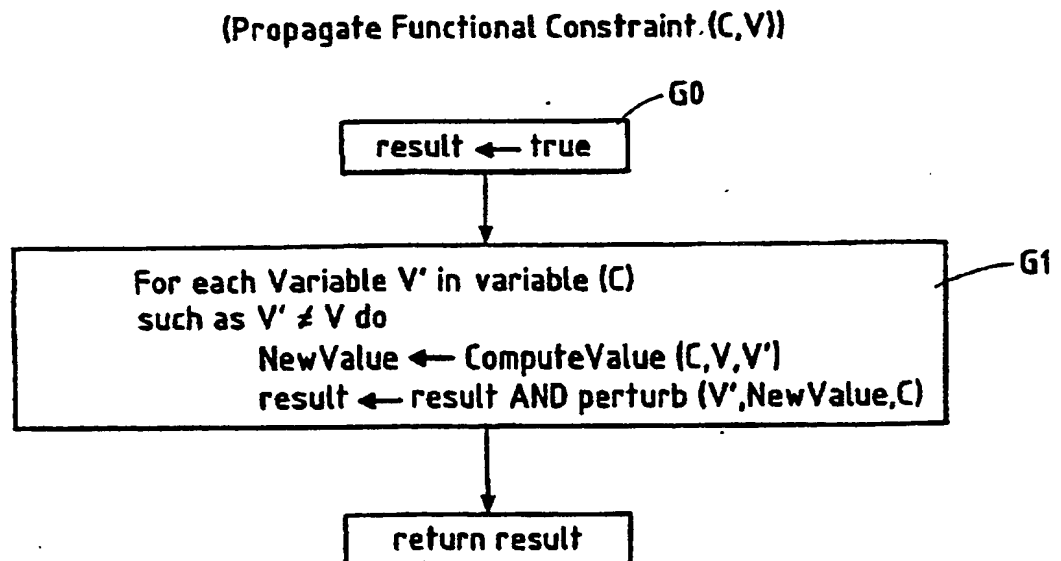 (Propagate Functional Constraint.(C,V))
G0
result ← true
G1
For each Variable V' in variable (C)
such as V' ≠ V do
NewValue ← ComputeValue (C,V,V')
result ← result AND perturb (V',NewValue,C)
return result